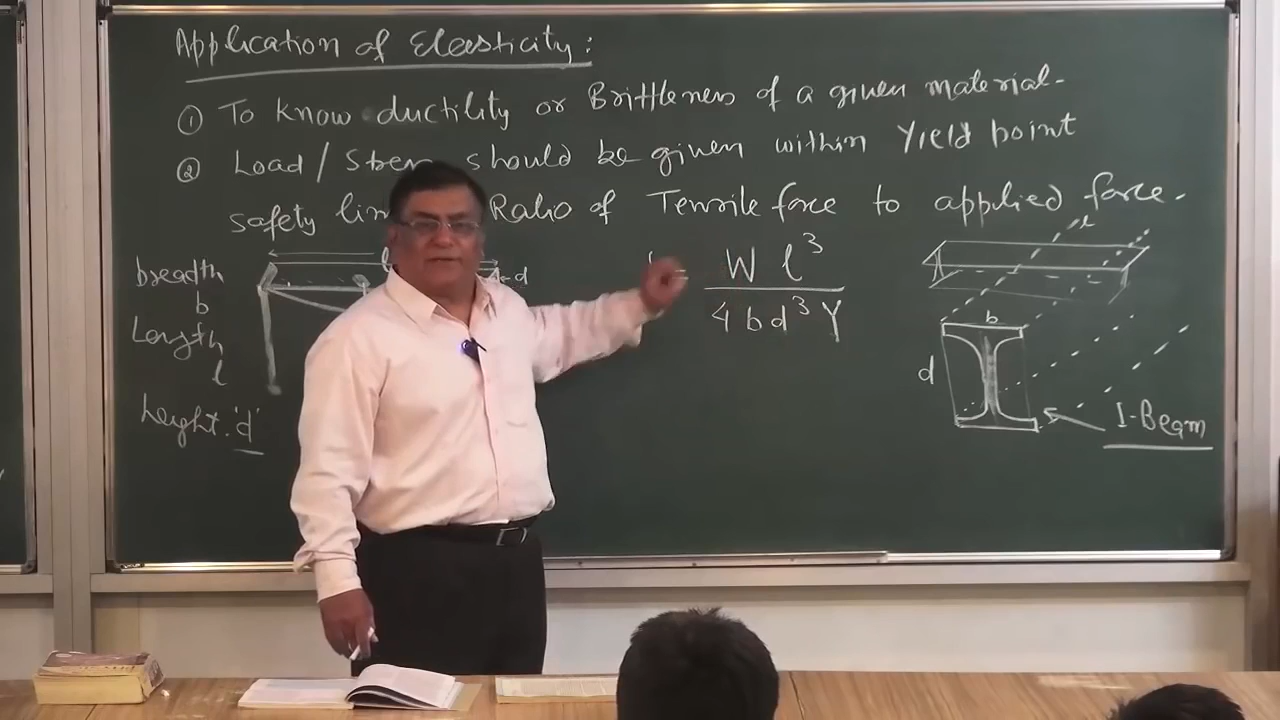 Application of Elasticity:
① To know ductility or Brittleness of a given material.
② Load / Stress should be given within Yield point
safety Ratio of Tensile force to applied force.
breadth
b
Length
l
height 'd'
d
W l³
4 b d³ Y
l
b
d
I-Beam